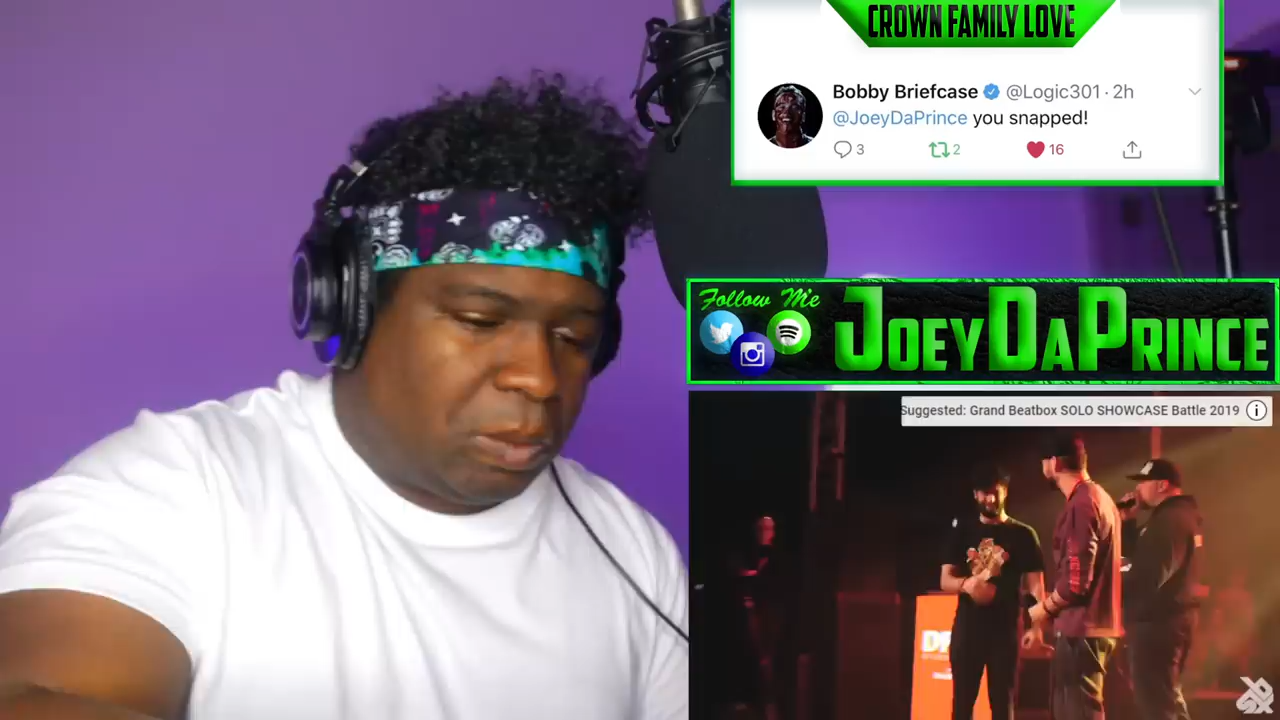 CROWN FAMILY LOVE
Bobby Briefcase @Logic301 · 2h
@JoeyDaPrince you snapped!
3 2 16
Follow Me
JOEYDAPRINCE
Suggested: Grand Beatbox SOLO SHOWCASE Battle 2019